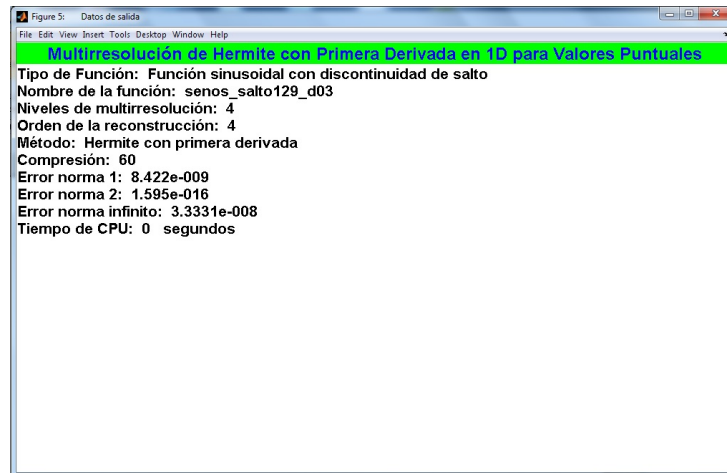 Figure 5: Datos de salida
File Edit View Insert Tools Desktop Window Help
Multirresolución de Hermite con Primera Derivada en 1D para Valores Puntuales
Tipo de Función: Función sinusoidal con discontinuidad de salto
Nombre de la función: senos_salto129_d03
Niveles de multirresolución: 4
Orden de la reconstrucción: 4
Método: Hermite con primera derivada
Compresión: 60
Error norma 1: 8.422e-009
Error norma 2: 1.595e-016
Error norma infinito: 3.3331e-008
Tiempo de CPU: 0 segundos